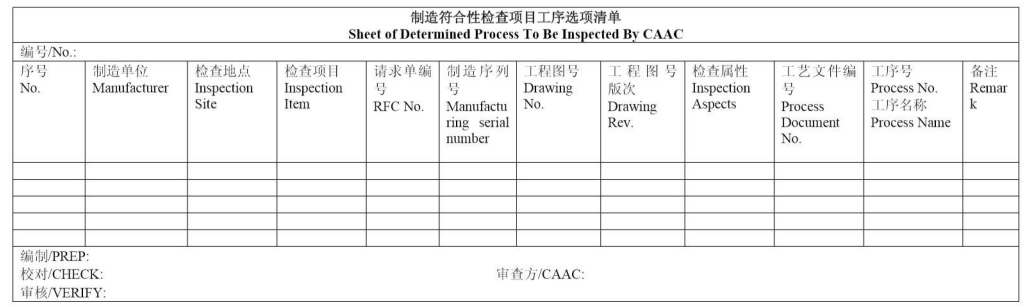 制造符合性检查项目工序选项清单
Sheet of Determined Process To Be Inspected By CAAC
编号/No.:
序号
No.
制造单位
Manufacturer
检查地点
Inspection
Site
检查项目
Inspection
Item
请求单编
号
RFC No.
制造序列
号
Manufactu
ring serial
number
工程图号
Drawing
No.
工程图号
版次
Drawing
Rev.
检查属性
Inspection
Aspects
工艺文件编
号
Process
Document
No.
工序号
Process No.
工序名称
Process Name
备注
Remar
k
编制/PREP:
校对/CHECK:
审查方/CAAC:
审核/VERIFY: